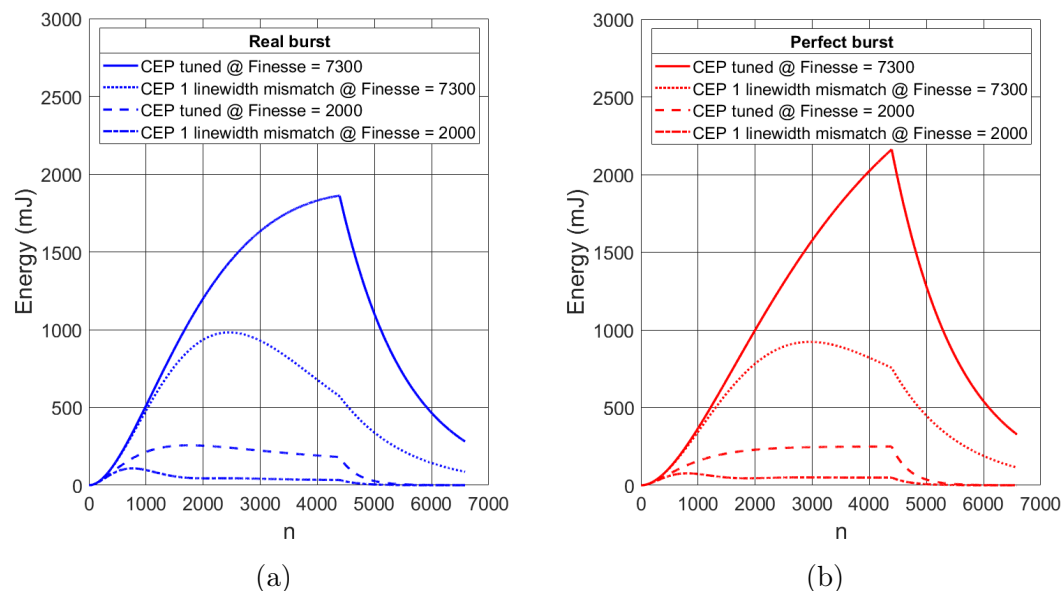 Real burst
CEP tuned @ Finesse = 7300
CEP 1 linewidth mismatch @ Finesse = 7300
CEP tuned @ Finesse = 2000
CEP 1 linewidth mismatch @ Finesse = 2000
3000
2500
2000
1500
1000
500
0
Energy (mJ)
0 1000 2000 3000 4000 5000 6000 7000
n
(a)
Perfect burst
CEP tuned @ Finesse = 7300
CEP 1 linewidth mismatch @ Finesse = 7300
CEP tuned @ Finesse = 2000
CEP 1 linewidth mismatch @ Finesse = 2000
3000
2500
2000
1500
1000
500
0
Energy (mJ)
0 1000 2000 3000 4000 5000 6000 7000
n
(b)